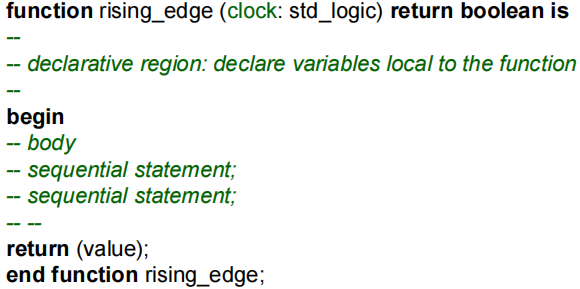 function rising_edge (clock: std_logic) return boolean is
--
-- declarative region: declare variables local to the function
--
begin
-- body
-- sequential statement;
-- sequential statement;
-- --
return (value);
end function rising_edge;